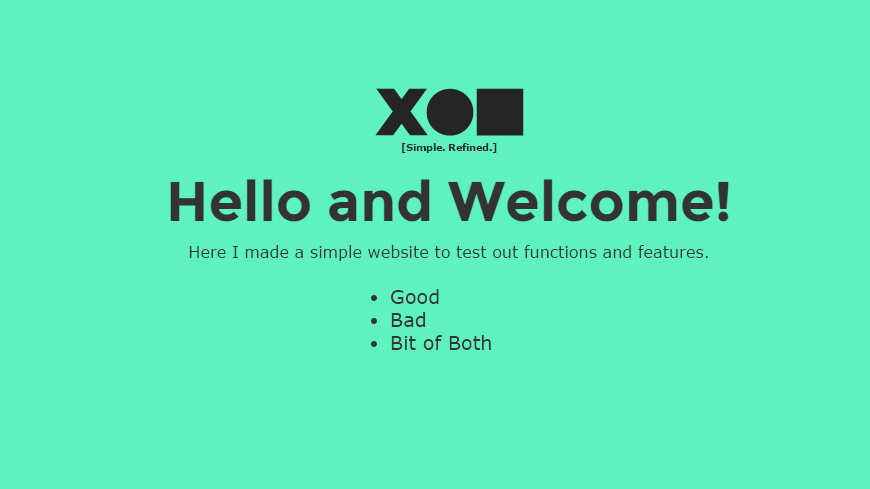 [Simple. Refined.]
Hello and Welcome!
Here I made a simple website to test out functions and features.
Good
Bad
Bit of Both